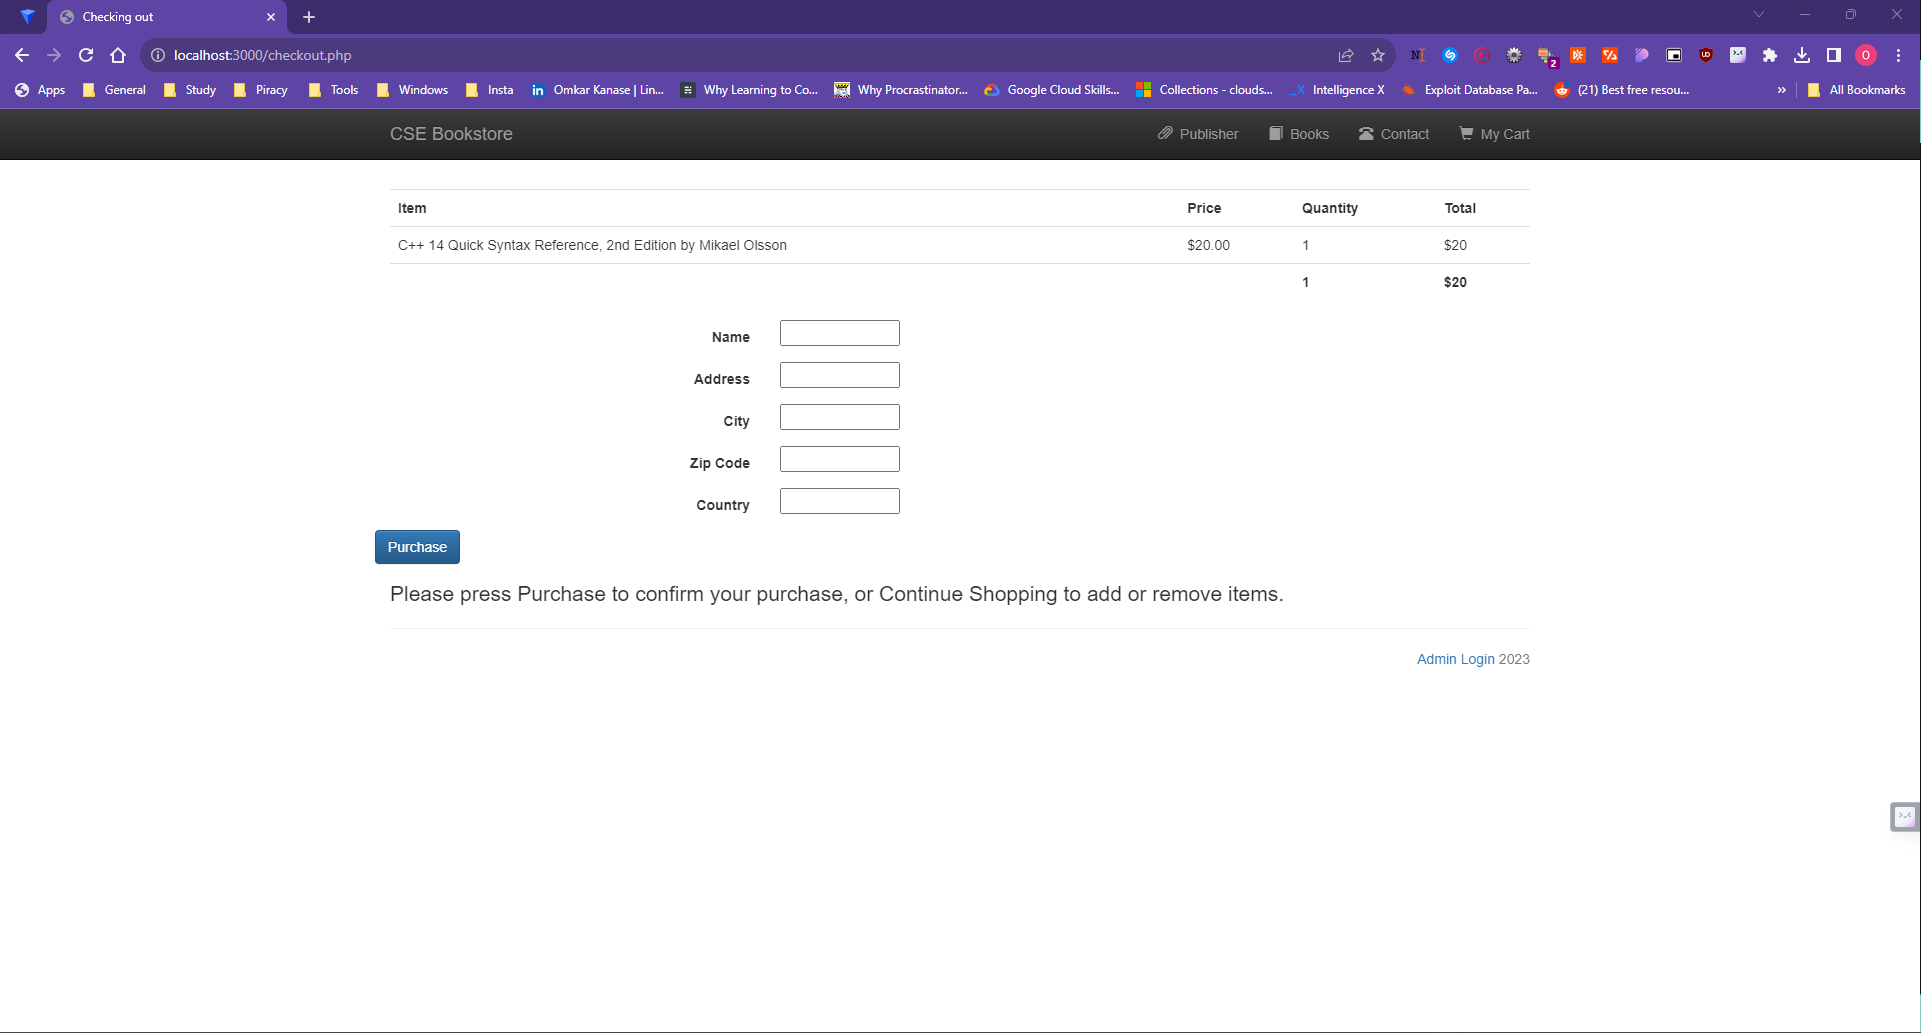 Checking out
localhost:3000/checkout.php
2
O
Apps General Study Piracy Tools Windows Insta in Omkar Kanase | Lin... Why Learning to Co... Why Procrastinator... Google Cloud Skills... Collections - clouds... Intelligence X Exploit Database Pa... (21) Best free resou... » All Bookmarks
CSE Bookstore Publisher Books Contact My Cart
Item Price Quantity Total
C++ 14 Quick Syntax Reference, 2nd Edition by Mikael Olsson $20.00 1 $20
1 $20
Name
Address
City
Zip Code
Country
Purchase
Please press Purchase to confirm your purchase, or Continue Shopping to add or remove items.
Admin Login 2023